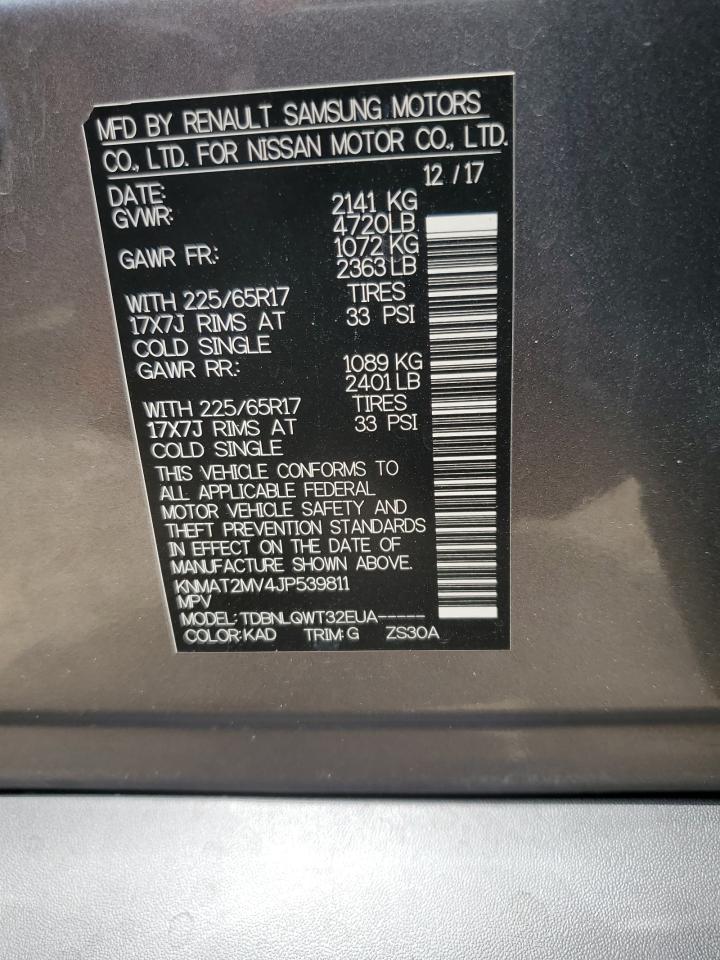 MFD BY RENAULT SAMSUNG MOTORS
CO., LTD. FOR NISSAN MOTOR CO., LTD.
DATE: 12 / 17
GVWR: 2141 KG
4720LB
GAWR FR: 1072 KG
2363 LB
WITH 225/65R17 TIRES
17X7J RIMS AT 33 PSI
COLD SINGLE
GAWR RR: 1089 KG
2401 LB
WITH 225/65R17 TIRES
17X7J RIMS AT 33 PSI
COLD SINGLE
THIS VEHICLE CONFORMS TO
ALL APPLICABLE FEDERAL
MOTOR VEHICLE SAFETY AND
THEFT PREVENTION STANDARDS
IN EFFECT ON THE DATE OF
MANUFACTURE SHOWN ABOVE.
KNMAT2MV4JP539811
MPV
MODEL: TDBNLQWT32EUA-----
COLOR: KAD TRIM: G ZS30A